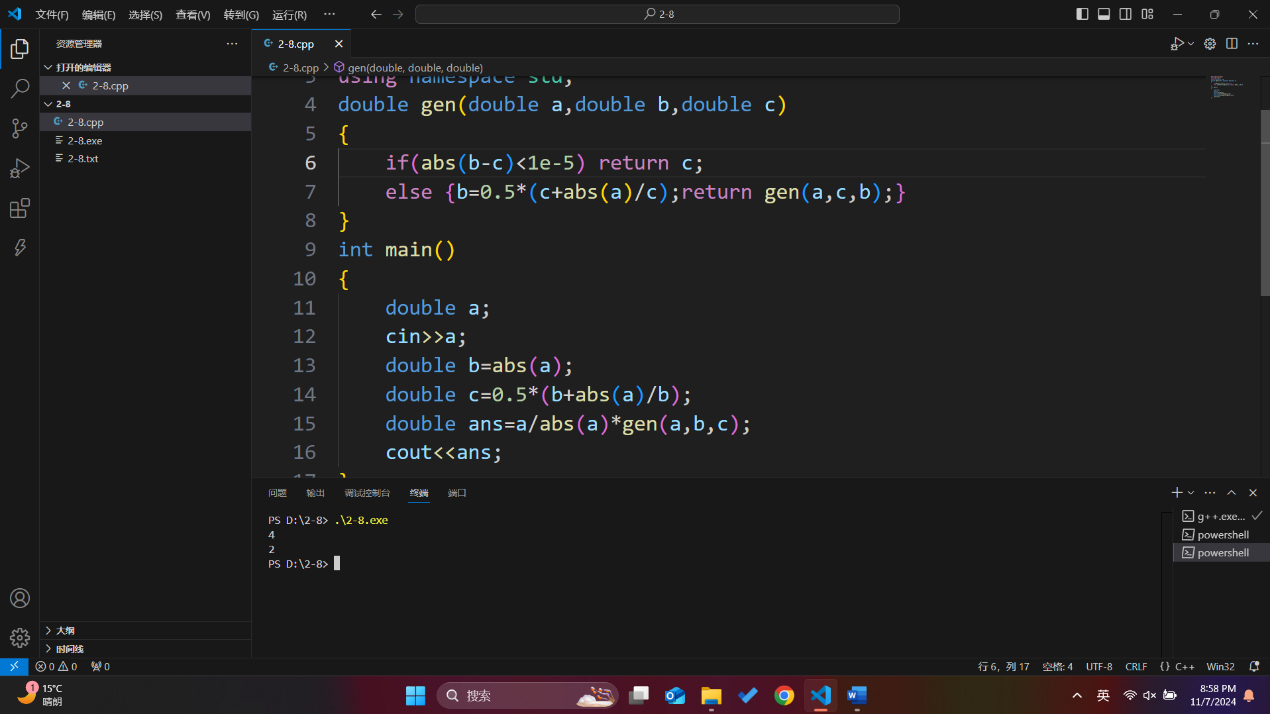 文件(F) 编辑(E) 选择(S) 查看(V) 转到(G) 运行(R) ··· 2-8
资源管理器 ···
2-8.cpp
打开的编辑器
2-8.cpp > gen(double, double, double)
2-8.cpp
2-8
2-8.cpp
2-8.exe
2-8.txt
3 using namespace std;
4 double gen(double a,double b,double c)
5 {
6 if(abs(b-c)<1e-5) return c;
7 else {b=0.5*(c+abs(a)/c);return gen(a,c,b);}
8 }
9 int main()
10 {
11 double a;
12 cin>>a;
13 double b=abs(a);
14 double c=0.5*(b+abs(a)/b);
15 double ans=a/abs(a)*gen(a,b,c);
16 cout<<ans;
17 }
问题 输出 调试控制台 终端 端口
PS D:\2-8> .\2-8.exe
4
2
PS D:\2-8>
g++.exe...
powershell
powershell
大纲
时间线
0 0 0 行 6，列 17 空格: 4 UTF-8 CRLF {} C++ Win32
1
15°C
晴朗
搜索
英
8:58 PM
11/7/2024